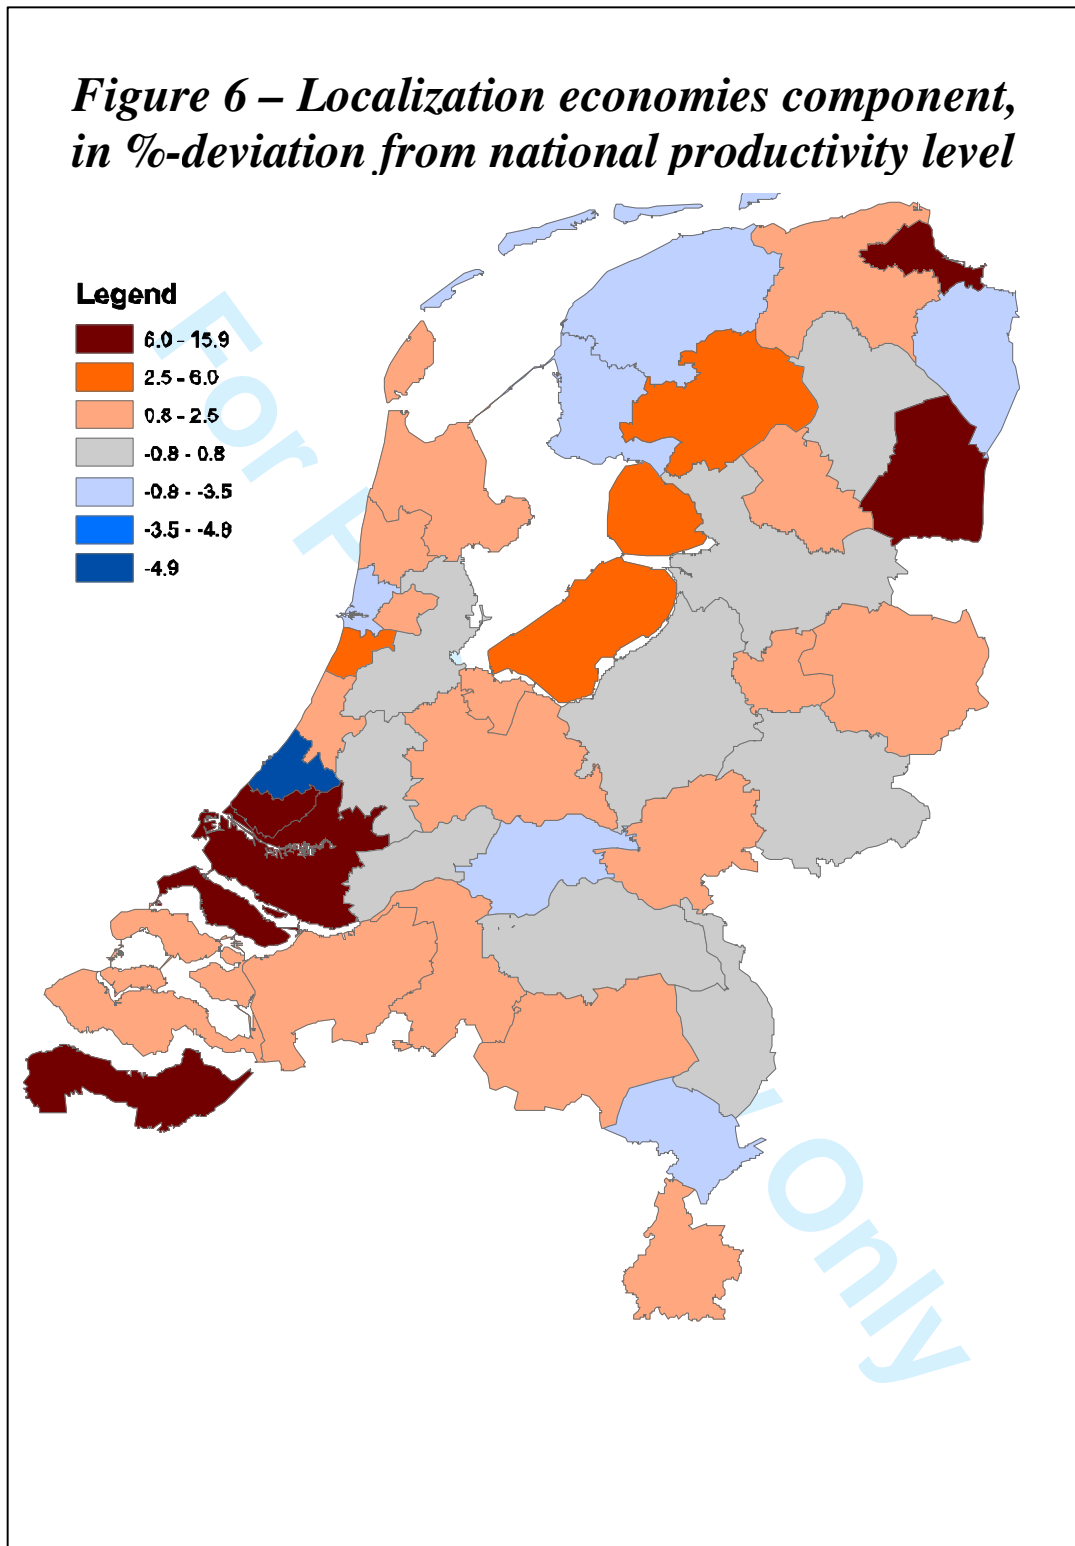 Figure 6 – Localization economies component,
in %-deviation from national productivity level
Legend
6.0 - 15.9
2.5 - 6.0
0.8 - 2.5
-0.8 - 0.8
-0.8 - -3.5
-3.5 - -4.9
-4.9
For
Only